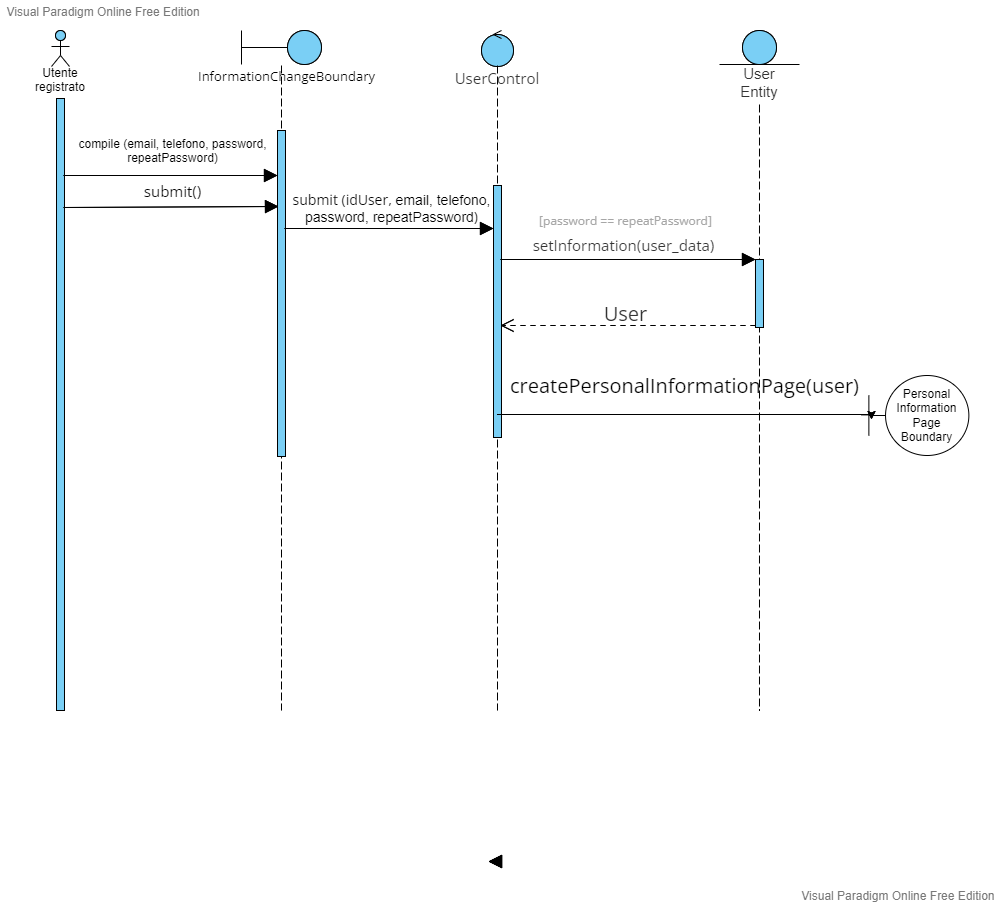 Visual Paradigm Online Free Edition
Utente
registrato
InformationChangeBoundary
UserControl
User
Entity
compile (email, telefono, password,
repeatPassword)
submit()
submit (idUser, email, telefono,
password, repeatPassword)
[password == repeatPassword]
setInformation(user_data)
User
createPersonalInformationPage(user)
Personal
Information
Page
Boundary
Visual Paradigm Online Free Edition